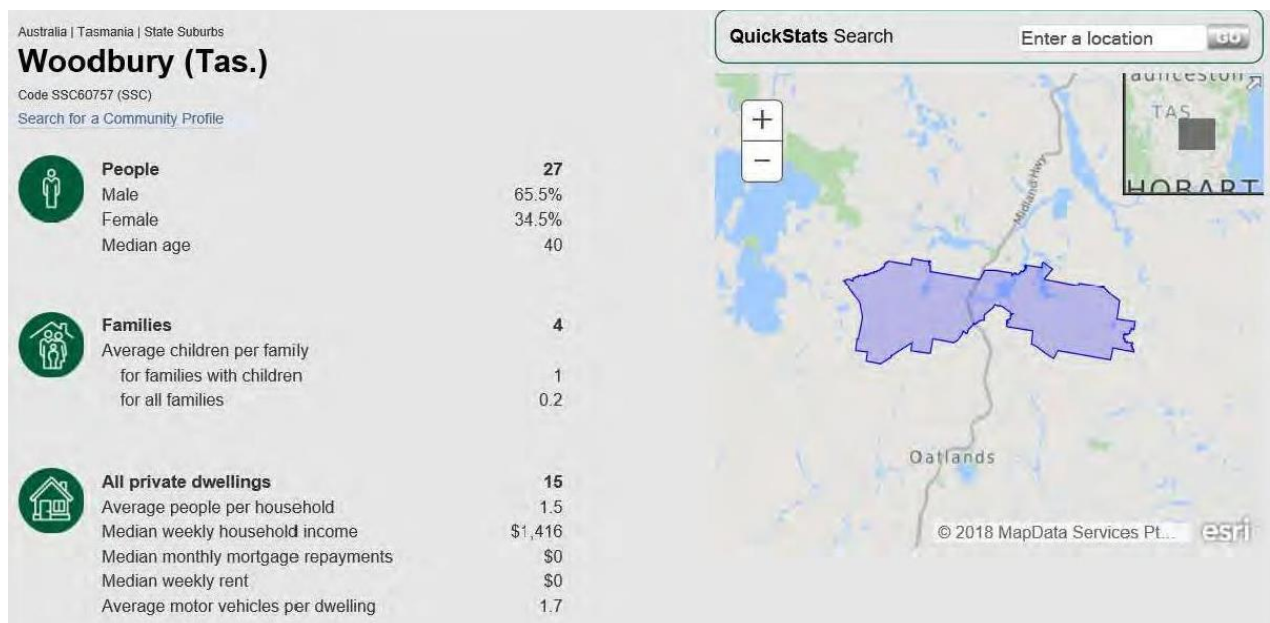 Australia | Tasmania | State Suburbs
Woodbury (Tas.)
Code SSC60757 (SSC)
Search for a Community Profile
People 27
Male 65.5%
Female 34.5%
Median age 40
Families 4
Average children per family
for families with children 1
for all families 0.2
All private dwellings 15
Average people per household 1.5
Median weekly household income $1,416
Median monthly mortgage repayments $0
Median weekly rent $0
Average motor vehicles per dwelling 1.7
QuickStats Search Enter a location GO
+
−
TAS
HOBART
Midland Hwy
Oatlands
© 2018 MapData Services Pt... esri